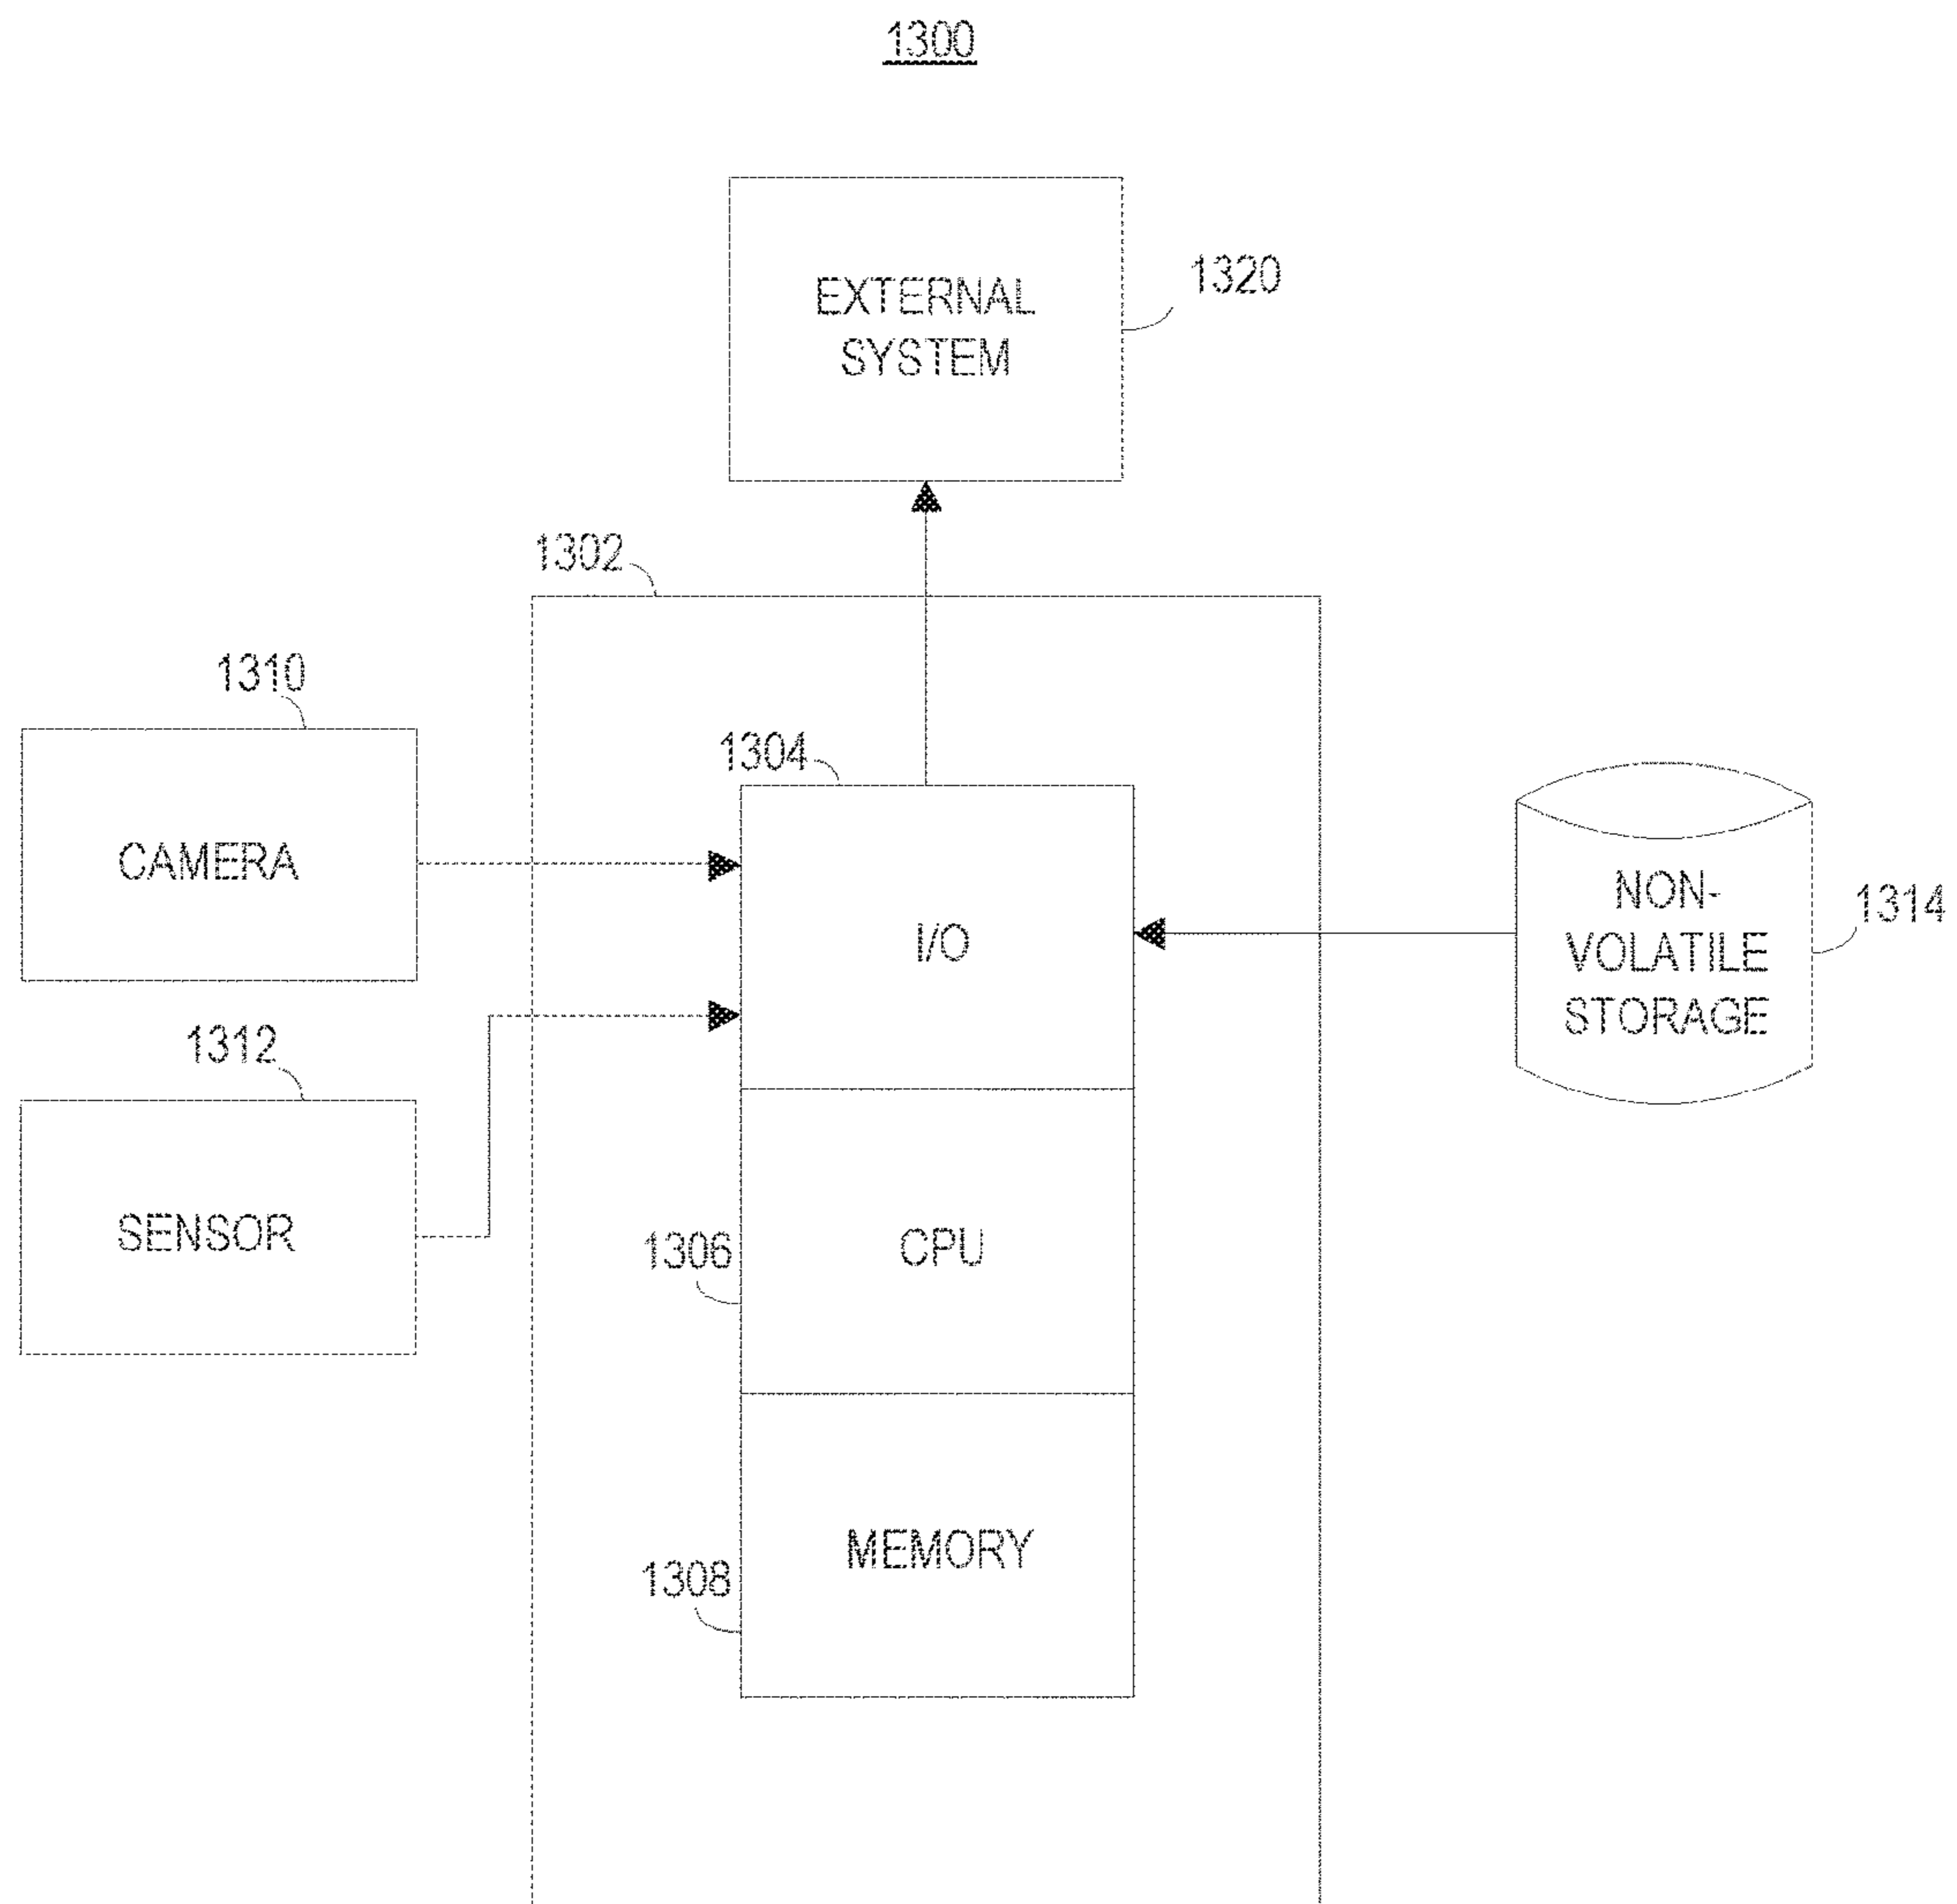 1300
EXTERNAL
SYSTEM
1320
1302
1310
1304
CAMERA
I/O
NON-
VOLATILE
STORAGE
1314
1312
SENSOR
1306
CPU
1308
MEMORY